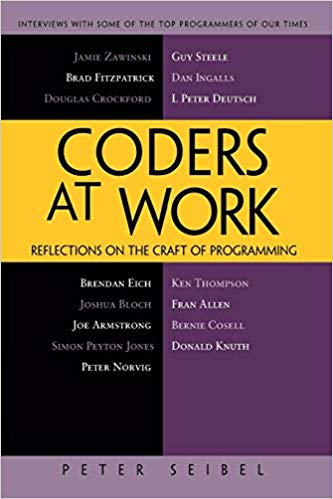 INTERVIEWS WITH SOME OF THE TOP PROGRAMMERS OF OUR TIMES
JAMIE ZAWINSKI
BRAD FITZPATRICK
DOUGLAS CROCKFORD
GUY STEELE
DAN INGALLS
L PETER DEUTSCH
CODERS
AT WORK
REFLECTIONS ON THE CRAFT OF PROGRAMMING
BRENDAN EICH
JOSHUA BLOCH
JOE ARMSTRONG
SIMON PEYTON JONES
PETER NORVIG
KEN THOMPSON
FRAN ALLEN
BERNIE COSELL
DONALD KNUTH
PETER SEIBEL